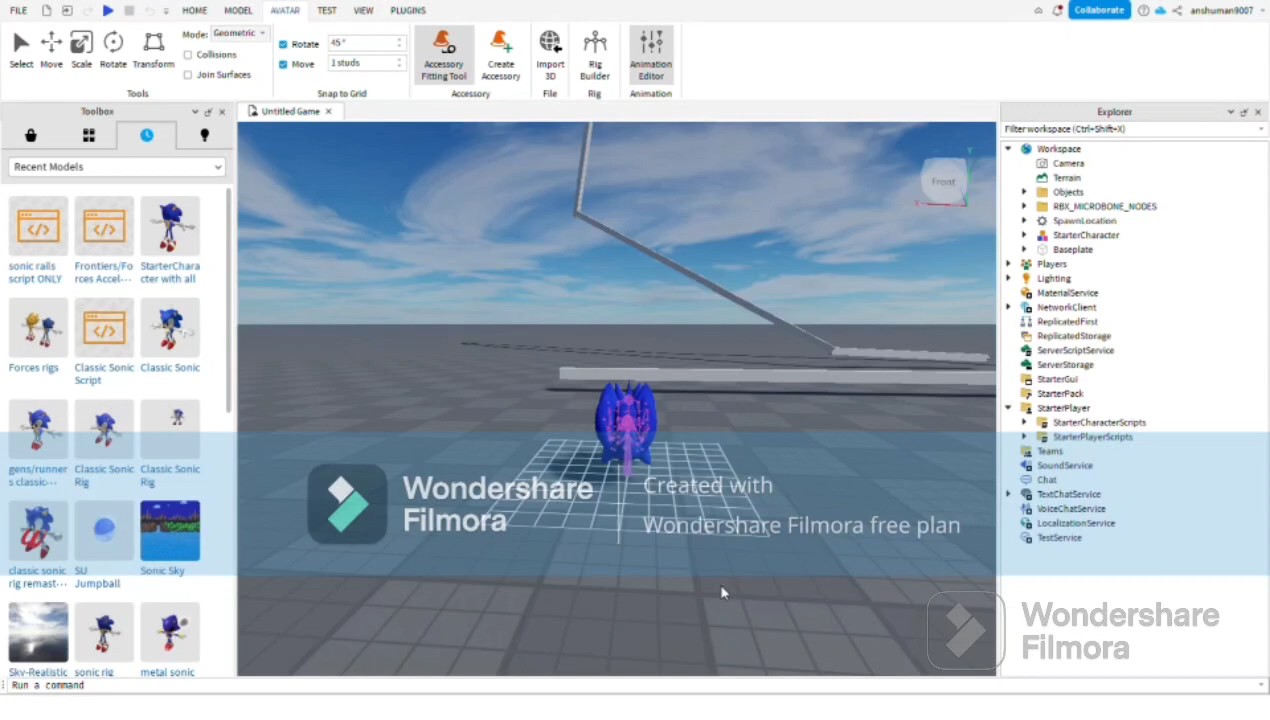 FILE HOME MODEL AVATAR TEST VIEW PLUGINS Collaborate anshuman9007
Select Move Scale Rotate Transform
Mode: Geometric
Collisions
Join Surfaces
Tools
Rotate 45°
Move 1 studs
Snap to Grid
Accessory Fitting Tool
Create Accessory
Accessory
Import 3D
File
Rig Builder
Rig
Animation Editor
Animation
Toolbox
Untitled Game
Explorer
Recent Models
Filter workspace (Ctrl+Shift+X)
sonic rails script ONLY
Frontiers/Fo rces Accel···
StarterChara cter with all
Forces rigs
Classic Sonic Script
Classic Sonic
gens/runner s classic···
Classic Sonic Rig
Classic Sonic Rig
classic sonic rig remast···
SU Jumpball
Sonic Sky
Sky-Realistic
sonic rig
metal sonic
Front
Y
X
Wondershare
Filmora
Created with
Wondershare Filmora free plan
Workspace
Camera
Terrain
Objects
RBX_MICROBONE_NODES
SpawnLocation
StarterCharacter
Baseplate
Players
Lighting
MaterialService
NetworkClient
ReplicatedFirst
ReplicatedStorage
ServerScriptService
ServerStorage
StarterGui
StarterPack
StarterPlayer
StarterCharacterScripts
StarterPlayerScripts
Teams
SoundService
Chat
TextChatService
VoiceChatService
LocalizationService
TestService
Wondershare
Filmora
Run a command